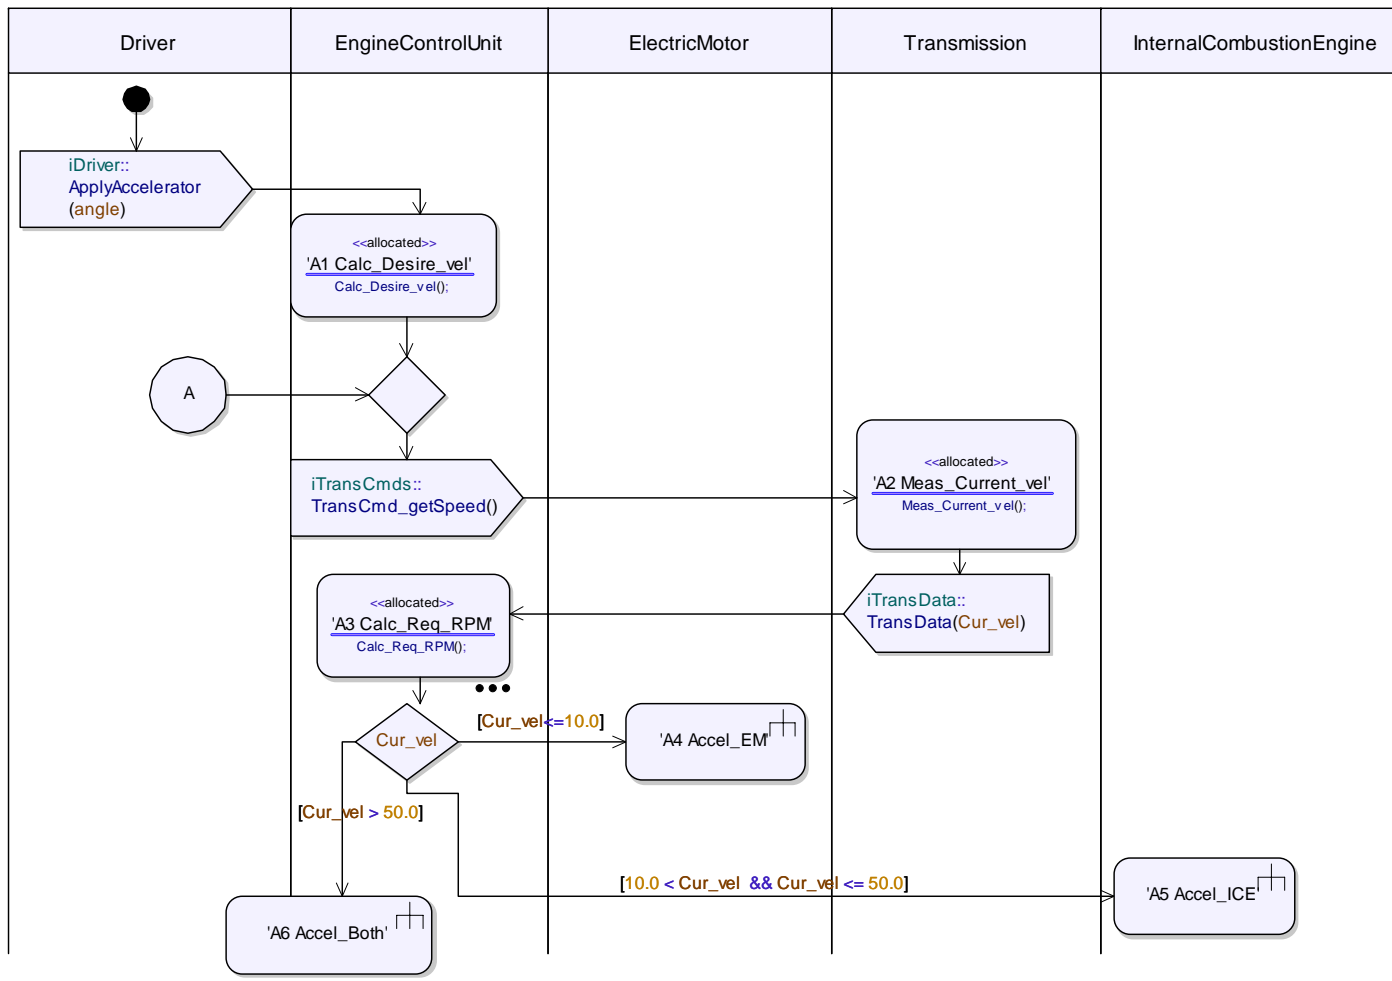 Driver
EngineControlUnit
ElectricMotor
Transmission
InternalCombustionEngine
iDriver::
ApplyAccelerator
(angle)
<<allocated>>
'A1 Calc_Desire_vel'
Calc_Desire_vel();
A
iTransCmds::
TransCmd_getSpeed()
<<allocated>>
'A2 Meas_Current_vel'
Meas_Current_vel();
<<allocated>>
'A3 Calc_Req_RPM'
Calc_Req_RPM();
iTransData::
TransData(Cur_vel)
Cur_vel
[Cur_vel<=10.0]
'A4 Accel_EM'
[Cur_vel > 50.0]
[10.0 < Cur_vel && Cur_vel <= 50.0]
'A5 Accel_ICE'
'A6 Accel_Both'